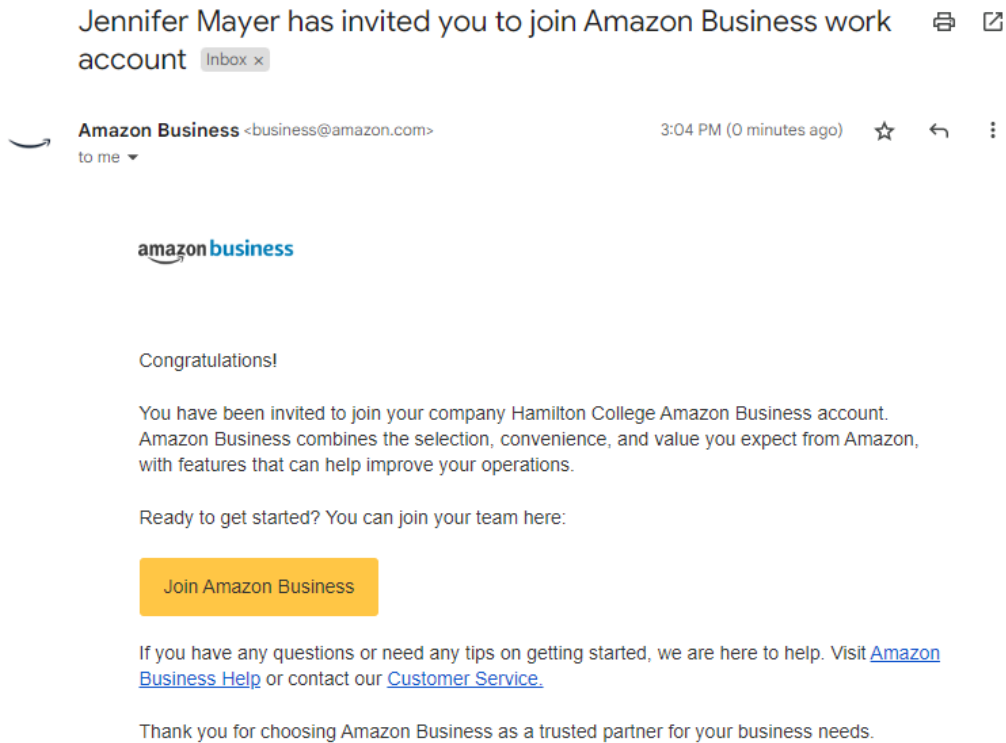 Jennifer Mayer has invited you to join Amazon Business work
account Inbox ×
Amazon Business <business@amazon.com> 3:04 PM (0 minutes ago)
to me
amazon business
Congratulations!
You have been invited to join your company Hamilton College Amazon Business account.
Amazon Business combines the selection, convenience, and value you expect from Amazon,
with features that can help improve your operations.
Ready to get started? You can join your team here:
Join Amazon Business
If you have any questions or need any tips on getting started, we are here to help. Visit Amazon
Business Help or contact our Customer Service.
Thank you for choosing Amazon Business as a trusted partner for your business needs.